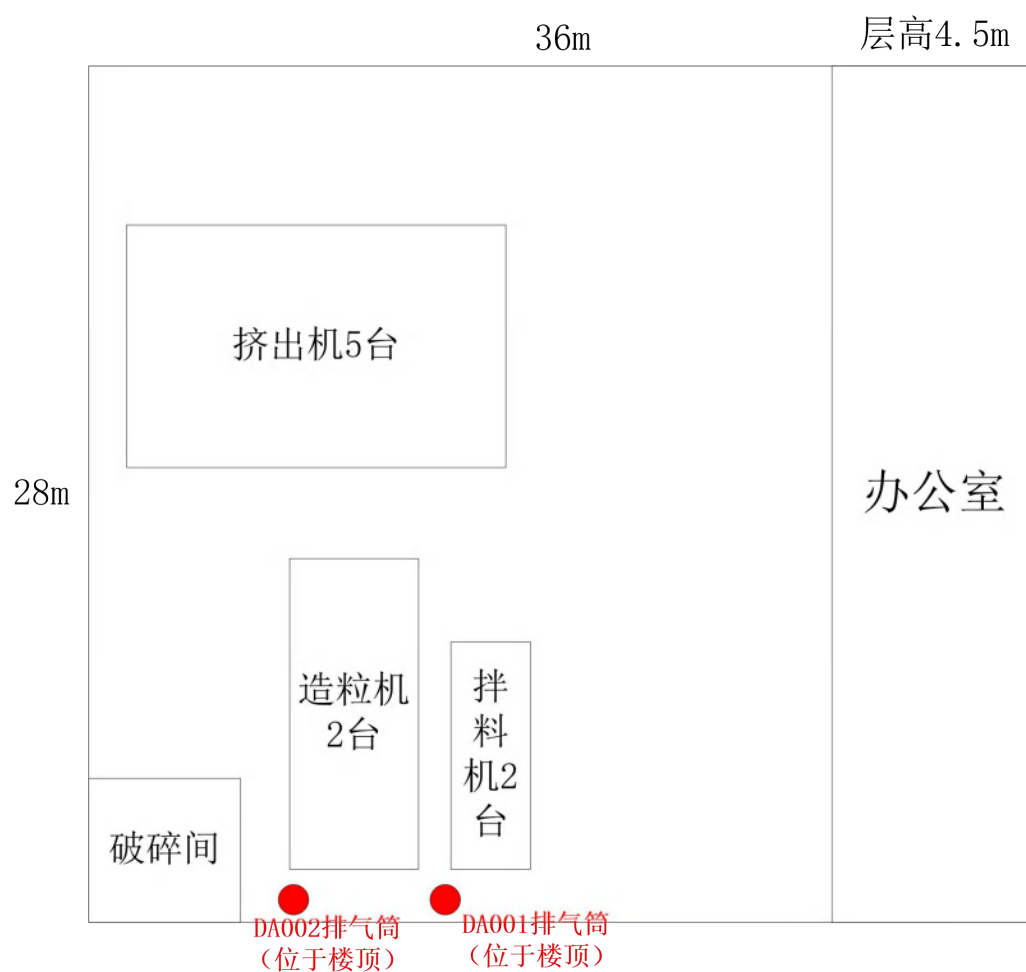 36m
层高4.5m
挤出机5台
28m
办公室
造粒机
2台
拌
料
机2
台
破碎间
DA002排气筒
（位于楼顶）
DA001排气筒
（位于楼顶）